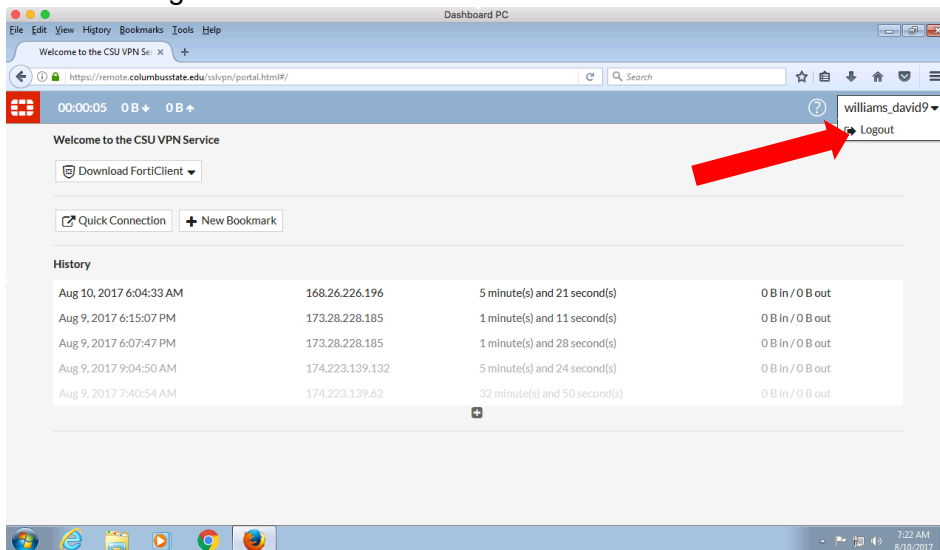 Dashboard PC
File Edit View History Bookmarks Tools Help
Welcome to the CSU VPN Se
https://remote.columbusstate.edu/sslvpn/portal.html#/ Search
00:00:05 0 B 0 B ? williams_david9
Logout
Welcome to the CSU VPN Service
Download FortiClient
Quick Connection New Bookmark
History
Aug 10, 2017 6:04:33 AM 168.26.226.196 5 minute(s) and 21 second(s) 0 B in / 0 B out
Aug 9, 2017 6:15:07 PM 173.28.228.185 1 minute(s) and 11 second(s) 0 B in / 0 B out
Aug 9, 2017 6:07:47 PM 173.28.228.185 1 minute(s) and 28 second(s) 0 B in / 0 B out
Aug 9, 2017 9:04:50 AM 174.223.139.132 5 minute(s) and 24 second(s) 0 B in / 0 B out
Aug 9, 2017 7:40:54 AM 174.223.139.62 32 minute(s) and 50 second(s) 0 B in / 0 B out
7:22 AM
8/10/2017